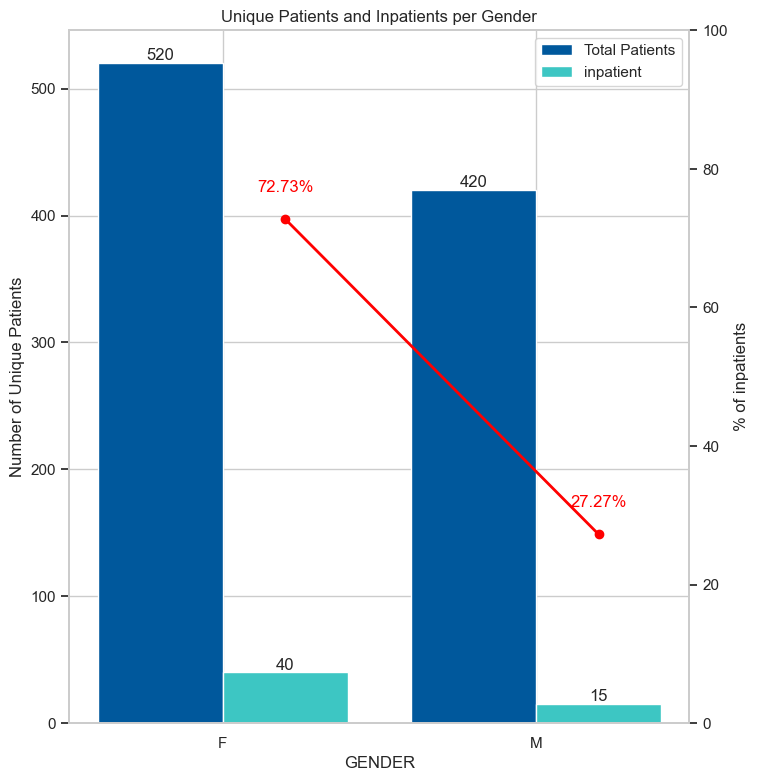 Unique Patients and Inpatients per Gender
Total Patients
inpatient
520
420
72.73%
27.27%
40
15
500
400
300
200
100
0
100
80
60
40
20
0
Number of Unique Patients
% of inpatients
F
M
GENDER